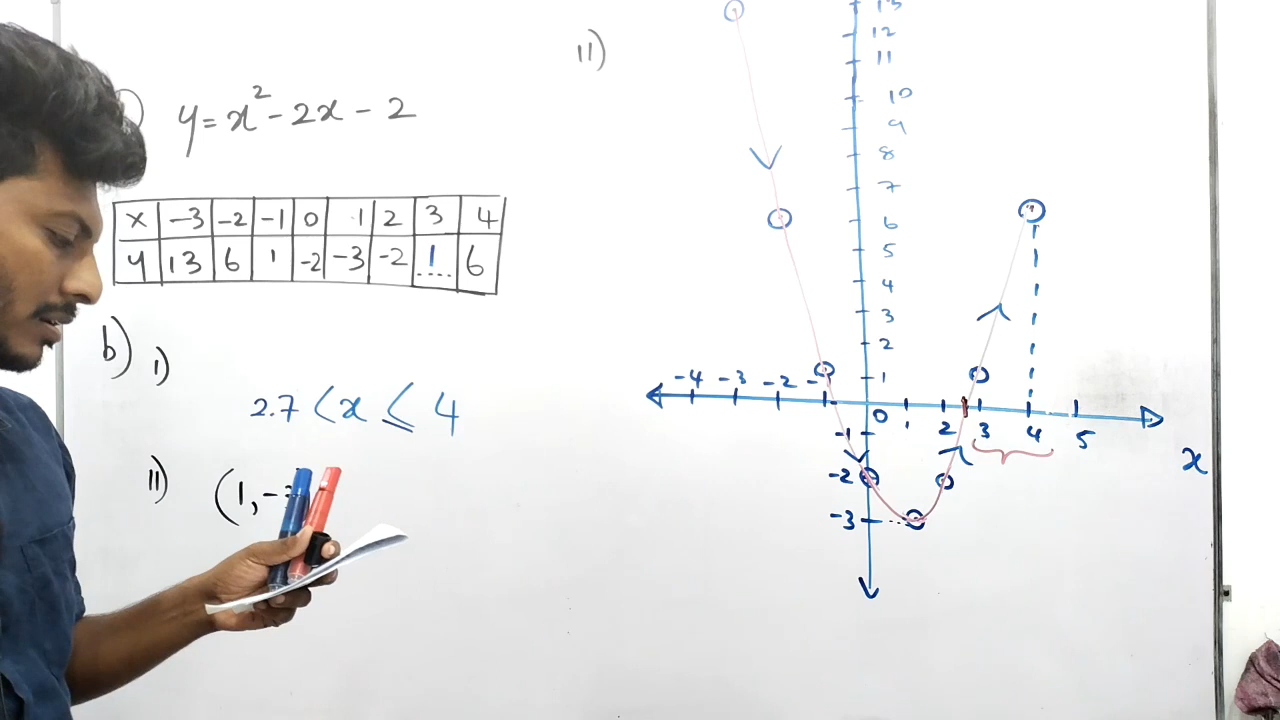 y = x² - 2x - 2
x -3 -2 -1 0 1 2 3 4
y 13 6 1 -2 -3 -2 1 6
b) i)
2.7 < x ≤ 4
ii) (1, -
ii)
13
12
11
10
9
8
7
6
5
4
3
2
1
-4 -3 -2 - 0 1 2 3 4 5
x
-1
-2
-3